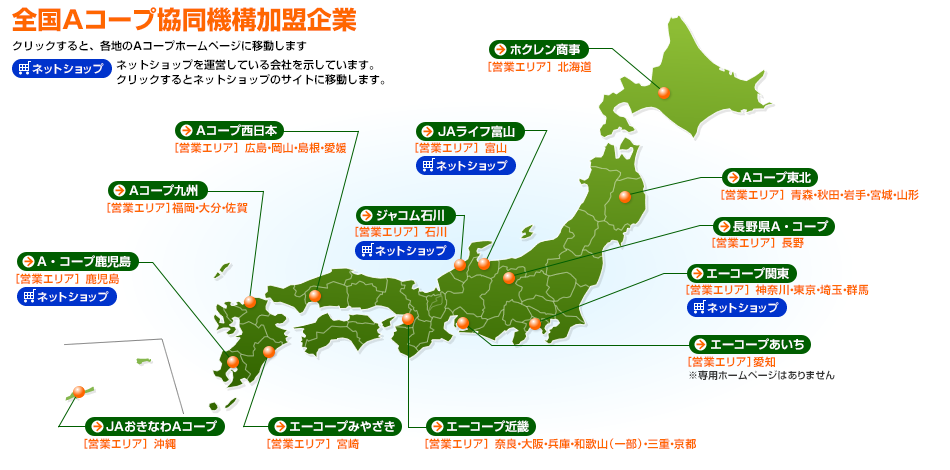 全国Aコープ協同機構加盟企業
クリックすると、各地のAコープホームページに移動します
ネットショップ
ネットショップを運営している会社を示しています。
クリックするとネットショップのサイトに移動します。
ホクレン商事
[営業エリア] 北海道
Aコープ西日本
[営業エリア] 広島・岡山・島根・愛媛
JAライフ富山
[営業エリア] 富山
ネットショップ
Aコープ東北
[営業エリア] 青森・秋田・岩手・宮城・山形
Aコープ九州
[営業エリア]福岡・大分・佐賀
ジャコム石川
[営業エリア] 石川
ネットショップ
長野県A・コープ
[営業エリア] 長野
A・コープ鹿児島
[営業エリア] 鹿児島
ネットショップ
エーコープ関東
[営業エリア] 神奈川・東京・埼玉・群馬
ネットショップ
エーコープあいち
[営業エリア]愛知
※専用ホームページはありません
JAおきなわAコープ
[営業エリア] 沖縄
エーコープみやざき
[営業エリア] 宮崎
エーコープ近畿
[営業エリア] 奈良・大阪・兵庫・和歌山(一部)・三重・京都